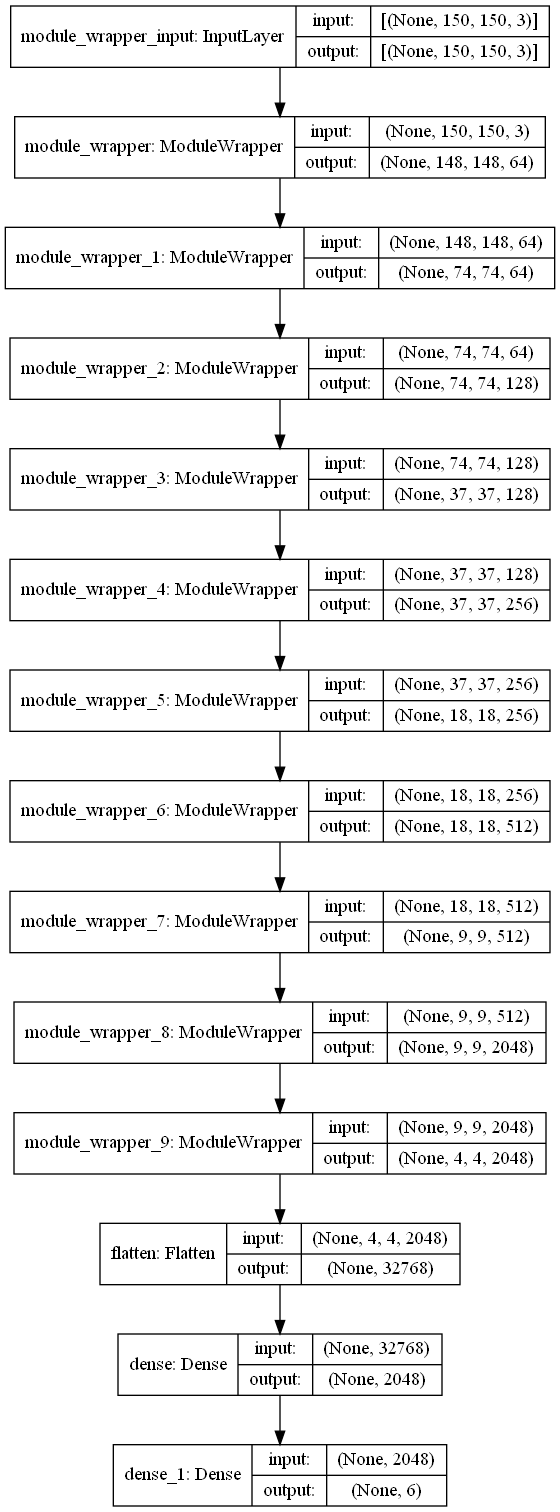 module_wrapper_input: InputLayer
input: [(None, 150, 150, 3)]
output: [(None, 150, 150, 3)]
module_wrapper: ModuleWrapper
input: (None, 150, 150, 3)
output: (None, 148, 148, 64)
module_wrapper_1: ModuleWrapper
input: (None, 148, 148, 64)
output: (None, 74, 74, 64)
module_wrapper_2: ModuleWrapper
input: (None, 74, 74, 64)
output: (None, 74, 74, 128)
module_wrapper_3: ModuleWrapper
input: (None, 74, 74, 128)
output: (None, 37, 37, 128)
module_wrapper_4: ModuleWrapper
input: (None, 37, 37, 128)
output: (None, 37, 37, 256)
module_wrapper_5: ModuleWrapper
input: (None, 37, 37, 256)
output: (None, 18, 18, 256)
module_wrapper_6: ModuleWrapper
input: (None, 18, 18, 256)
output: (None, 18, 18, 512)
module_wrapper_7: ModuleWrapper
input: (None, 18, 18, 512)
output: (None, 9, 9, 512)
module_wrapper_8: ModuleWrapper
input: (None, 9, 9, 512)
output: (None, 9, 9, 2048)
module_wrapper_9: ModuleWrapper
input: (None, 9, 9, 2048)
output: (None, 4, 4, 2048)
flatten: Flatten
input: (None, 4, 4, 2048)
output: (None, 32768)
dense: Dense
input: (None, 32768)
output: (None, 2048)
dense_1: Dense
input: (None, 2048)
output: (None, 6)